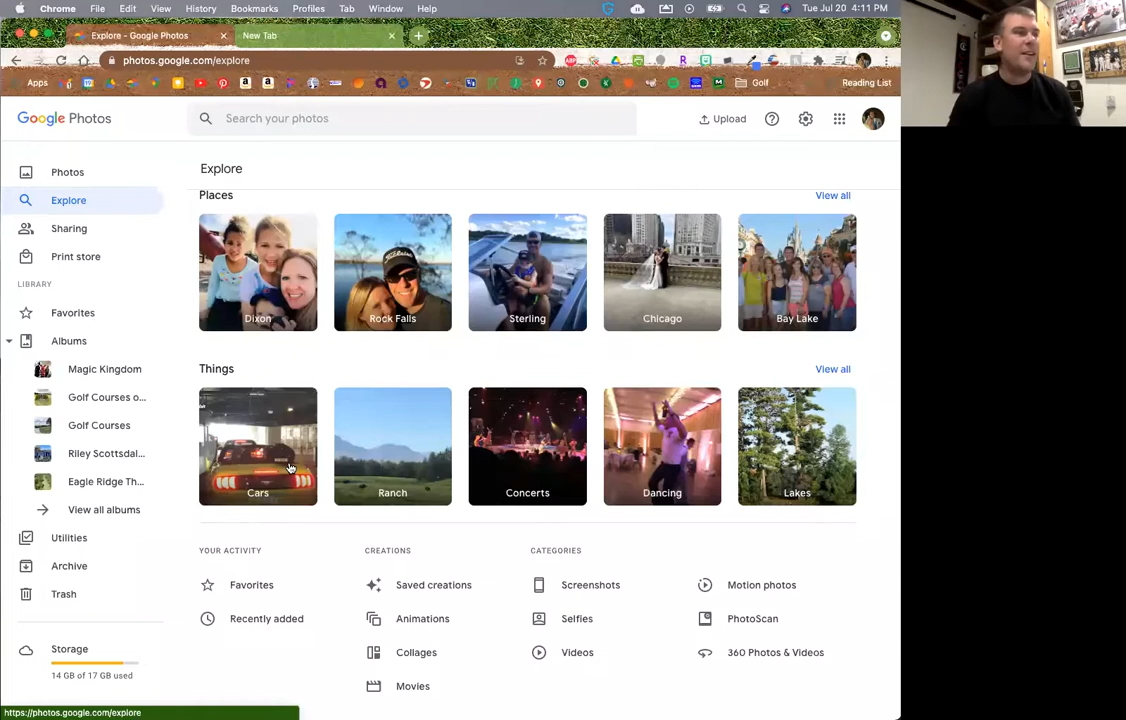 Chrome File Edit View History Bookmarks Profiles Tab Window Help Tue Jul 20 4:11 PM
Explore - Google Photos New Tab
photos.google.com/explore
Apps Golf Reading List
Google Photos Search your photos Upload
Photos
Explore
Sharing
Print store
LIBRARY
Favorites
Albums
Magic Kingdom
Golf Courses o...
Golf Courses
Riley Scottsdal...
Eagle Ridge Th...
View all albums
Utilities
Archive
Trash
Storage
14 GB of 17 GB used
Explore
Places View all
Dixon Rock Falls Sterling Chicago Bay Lake
Things View all
Cars Ranch Concerts Dancing Lakes
YOUR ACTIVITY
Favorites
Recently added
CREATIONS
Saved creations
Animations
Collages
Movies
CATEGORIES
Screenshots
Selfies
Videos
Motion photos
PhotoScan
360 Photos & Videos
https://photos.google.com/explore